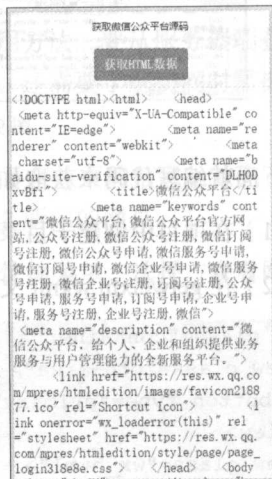 获取微信公众平台源码
获取HTML数据
<!DOCTYPE html><html> <head>
<meta http-equiv="X-UA-Compatible" co
ntent="IE=edge"> <meta name="re
nderer" content="webkit"> <meta
charset="utf-8"> <meta name="b
aidu-site-verification" content="DLHOD
xvBfi"> <title>微信公众平台</ti
tle> <meta name="keywords" cont
ent="微信公众平台,微信公众平台官方网
站,公众号注册,微信公众号注册,微信订阅
号注册,微信公众号申请,微信服务号申请,
微信订阅号申请,微信企业号申请,微信服务
号注册,微信企业号注册,订阅号注册,公众
号申请,服务号申请,订阅号申请,企业号申
请,服务号注册,企业号注册,微信">
<meta name="description" content="微
信公众平台、给个人、企业和组织提供业务
服务与用户管理能力的全新服务平台。">
<link href="https://res.wx.qq.co
m/mpres/htmledition/images/favicon2188
77.ico" rel="Shortcut Icon"> <l
ink onerror="wx_loaderror(this)" rel
="stylesheet" href="https://res.wx.qq.
com/mpres/htmledition/style/page/page_
login318e8e.css"> </head> <body